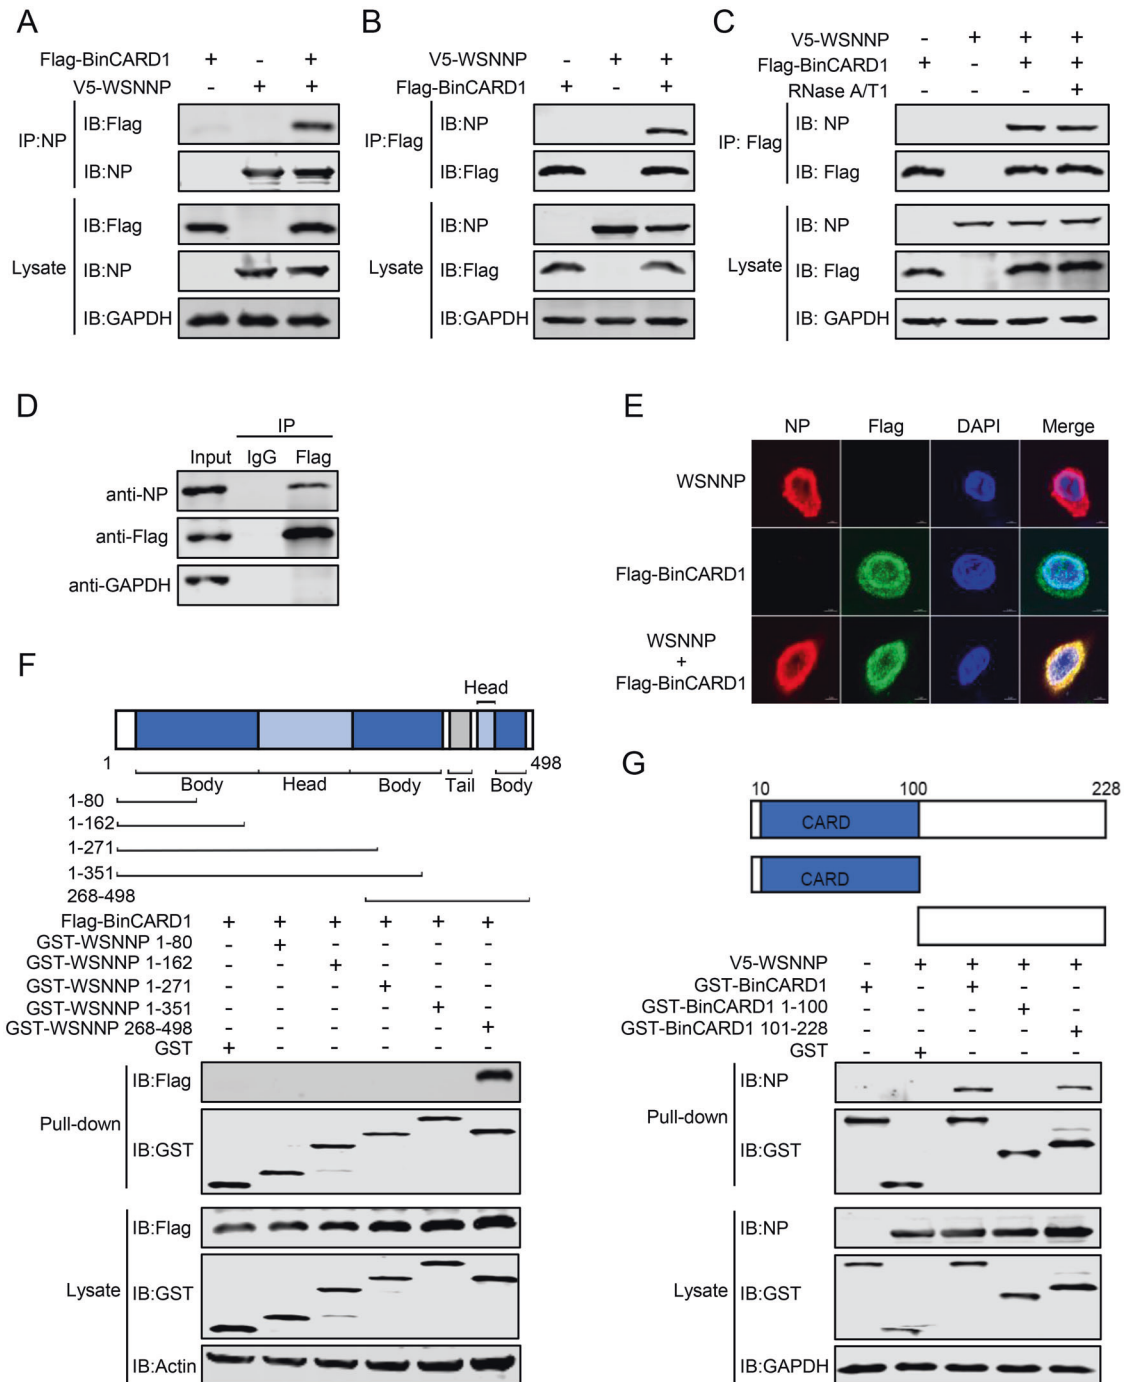 A
Flag-BinCARD1 + - +
V5-WSNNP - + +
IP:NP
IB:Flag
IB:NP
Lysate
IB:Flag
IB:NP
IB:GAPDH
B
V5-WSNNP - + +
Flag-BinCARD1 + - +
IP:Flag
IB:NP
IB:Flag
Lysate
IB:NP
IB:Flag
IB:GAPDH
C
V5-WSNNP - + + +
Flag-BinCARD1 + - + +
RNase A/T1 - - - +
IP: Flag
IB: NP
IB: Flag
Lysate
IB: NP
IB: Flag
IB: GAPDH
D
IP
Input IgG Flag
anti-NP
anti-Flag
anti-GAPDH
E
NP Flag DAPI Merge
WSNNP
Flag-BinCARD1
WSNNP
+
Flag-BinCARD1
F
Head
1 498
Body Head Body Tail Body
1-80
1-162
1-271
1-351
268-498
Flag-BinCARD1 + + + + + +
GST-WSNNP 1-80 - + - - - -
GST-WSNNP 1-162 - - + - - -
GST-WSNNP 1-271 - - - + - -
GST-WSNNP 1-351 - - - - + -
GST-WSNNP 268-498 - - - - - +
GST + - - - - -
Pull-down
IB:Flag
IB:GST
Lysate
IB:Flag
IB:GST
IB:Actin
G
10 100 228
CARD
CARD
V5-WSNNP - + + + +
GST-BinCARD1 + - + - -
GST-BinCARD1 1-100 - - - + -
GST-BinCARD1 101-228 - - - - +
GST - + - - -
Pull-down
IB:NP
IB:GST
Lysate
IB:NP
IB:GST
IB:GAPDH